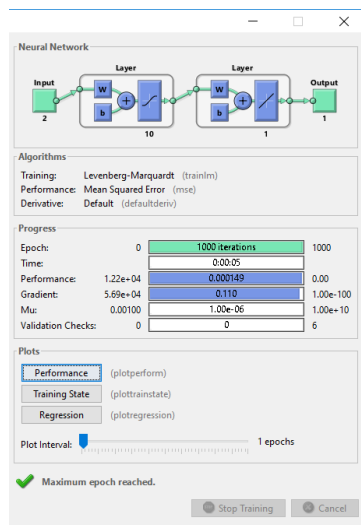 Neural Network
Layer Layer
Input Output
W W
b b
2 10 1 1
Algorithms
Training: Levenberg-Marquardt (trainlm)
Performance: Mean Squared Error (mse)
Derivative: Default (defaultderiv)
Progress
Epoch: 0 1000 iterations 1000
Time: 0:00:05
Performance: 1.22e+04 0.000149 0.00
Gradient: 5.69e+04 0.110 1.00e-100
Mu: 0.00100 1.00e-06 1.00e+10
Validation Checks: 0 0 6
Plots
Performance (plotperform)
Training State (plottrainstate)
Regression (plotregression)
Plot Interval: 1 epochs
Maximum epoch reached.
Stop Training Cancel